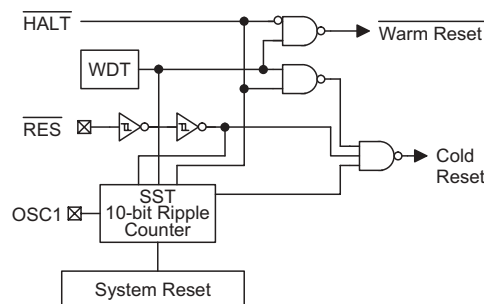 HALT
Warm Reset
WDT
RES
Cold
Reset
SST
10-bit Ripple
Counter
OSC1
System Reset